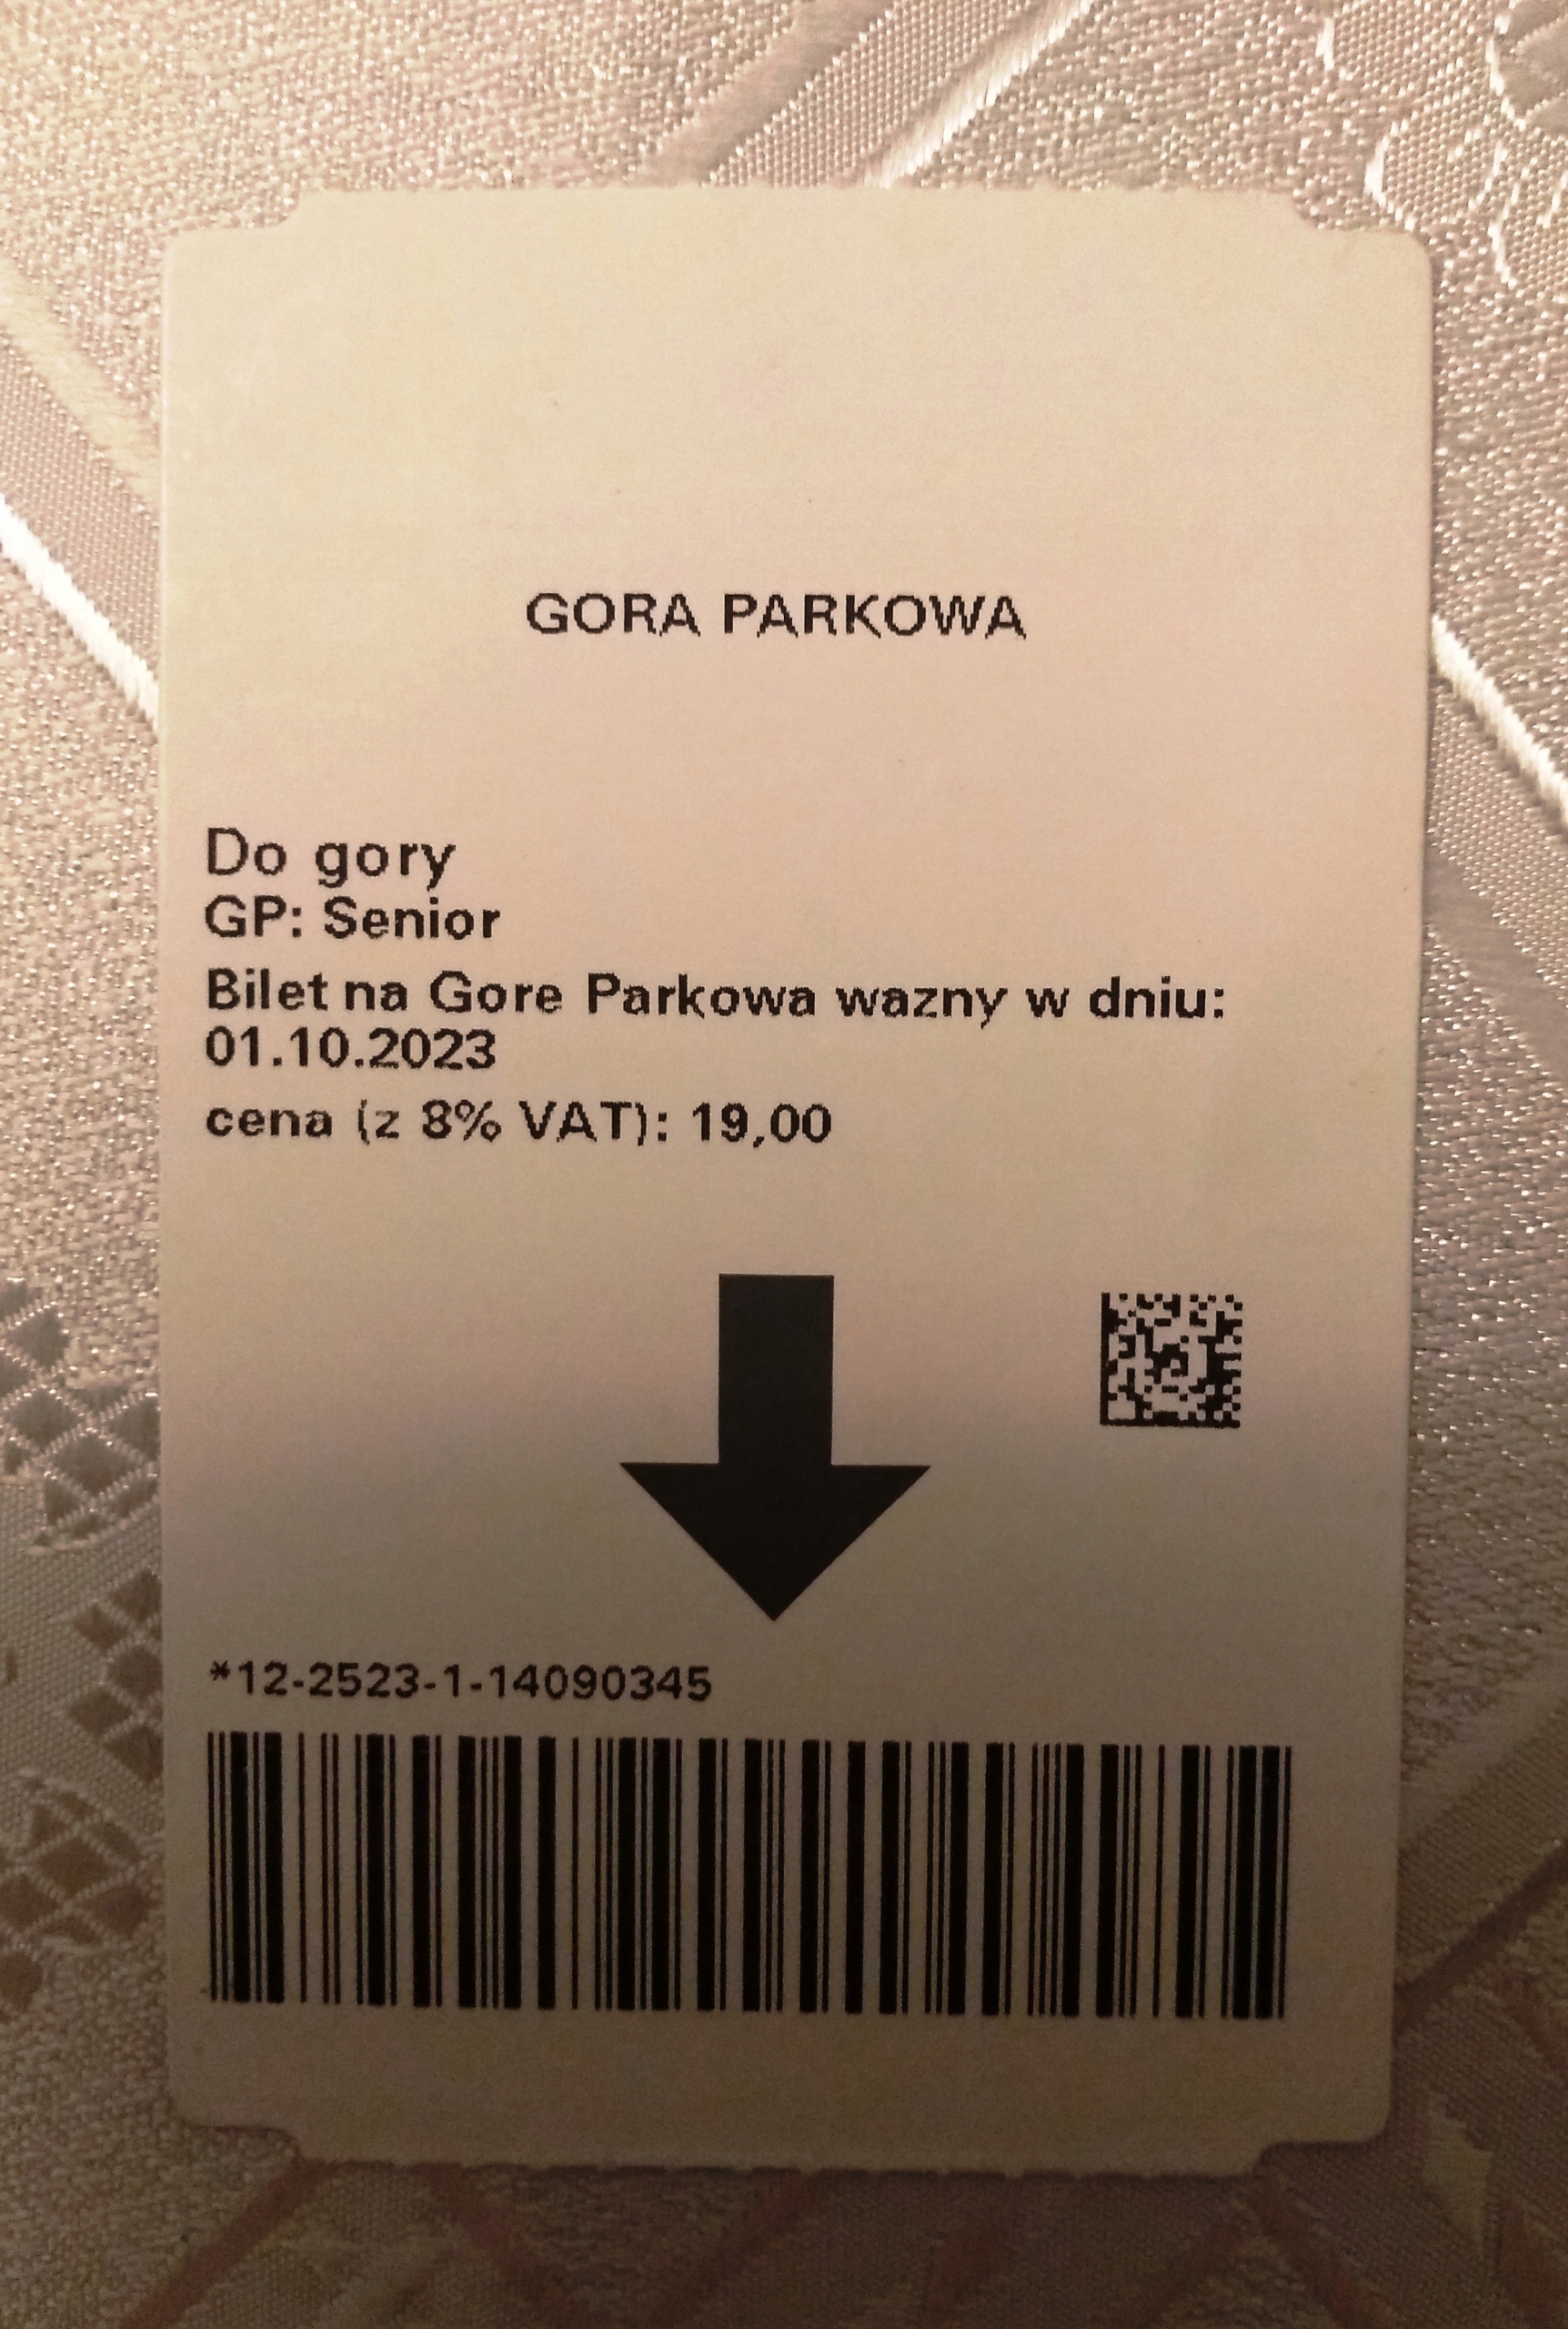 GORA PARKOWA
Do gory
GP: Senior
Bilet na Gore Parkowa wazny w dniu:
01.10.2023
cena (z 8% VAT): 19,00
*12-2523-1-14090345